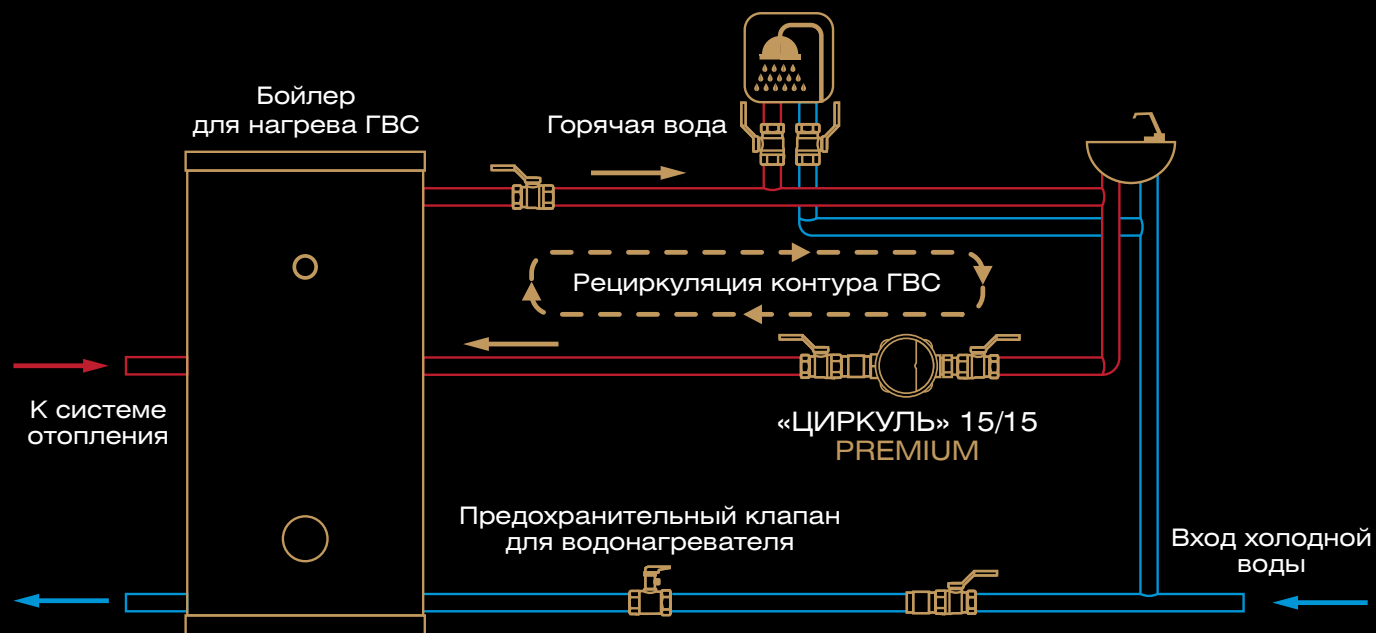 Бойлер
для нагрева ГВС
Горячая вода
Рециркуляция контура ГВС
К системе
отопления
«ЦИРКУЛЬ» 15/15
PREMIUM
Предохранительный клапан
для водонагревателя
Вход холодной
воды